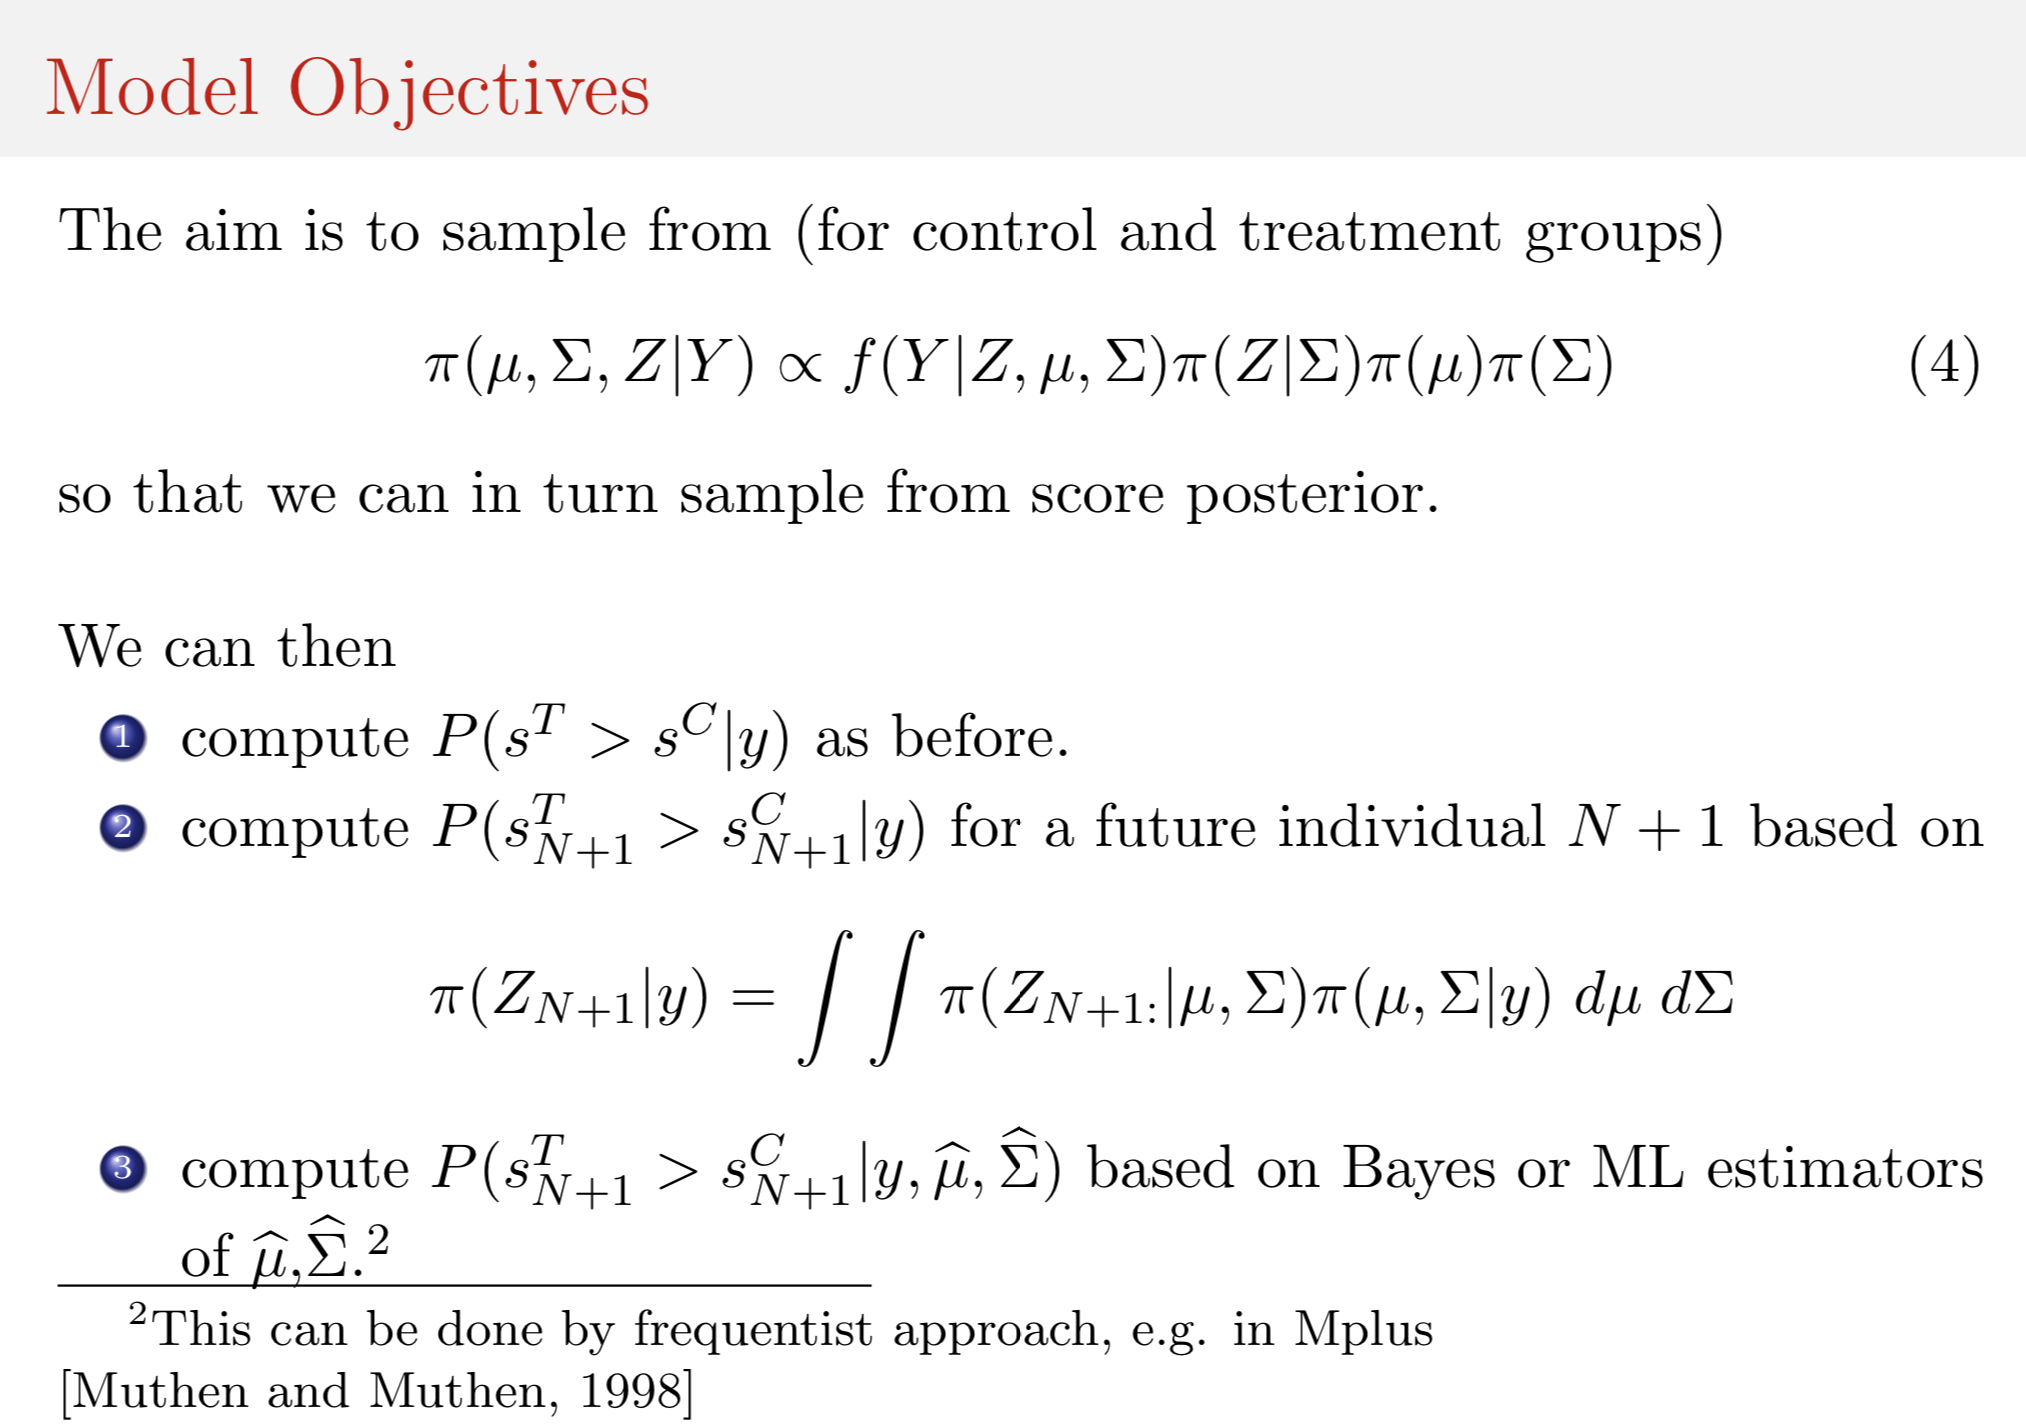 Model Objectives
The aim is to sample from (for control and treatment groups)
π(μ, Σ, Z|Y) ∝ f(Y|Z, μ, Σ)π(Z|Σ)π(μ)π(Σ) (4)
so that we can in turn sample from score posterior.
We can then
1 compute P(s^T > s^C|y) as before.
2 compute P(s^T_{N+1} > s^C_{N+1}|y) for a future individual N + 1 based on
π(Z_{N+1}|y) = ∫ ∫ π(Z_{N+1:}|μ, Σ)π(μ, Σ|y) dμ dΣ
3 compute P(s^T_{N+1} > s^C_{N+1}|y, μ̂, Σ̂) based on Bayes or ML estimators
of μ̂,Σ̂.²
²This can be done by frequentist approach, e.g. in Mplus
[Muthen and Muthen, 1998]